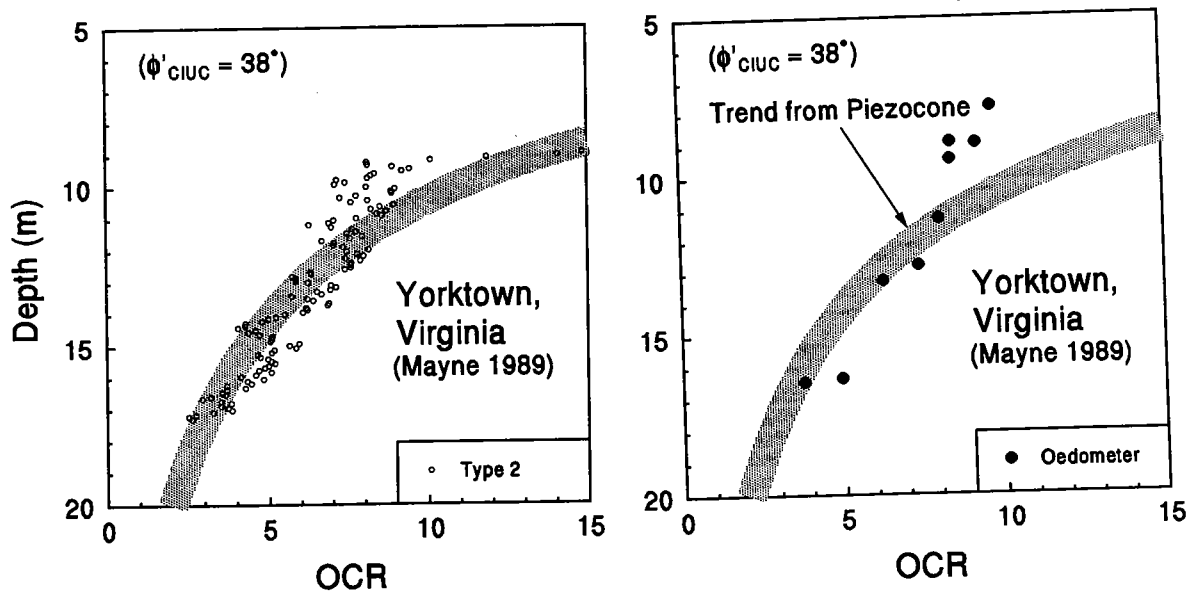 5
10
15
20
Depth (m)
(ϕ'CIUC = 38°)
Yorktown,
Virginia
(Mayne 1989)
Type 2
0
5
10
15
OCR
5
10
15
20
(ϕ'CIUC = 38°)
Trend from Piezocone
Yorktown,
Virginia
(Mayne 1989)
Oedometer
0
5
10
15
OCR